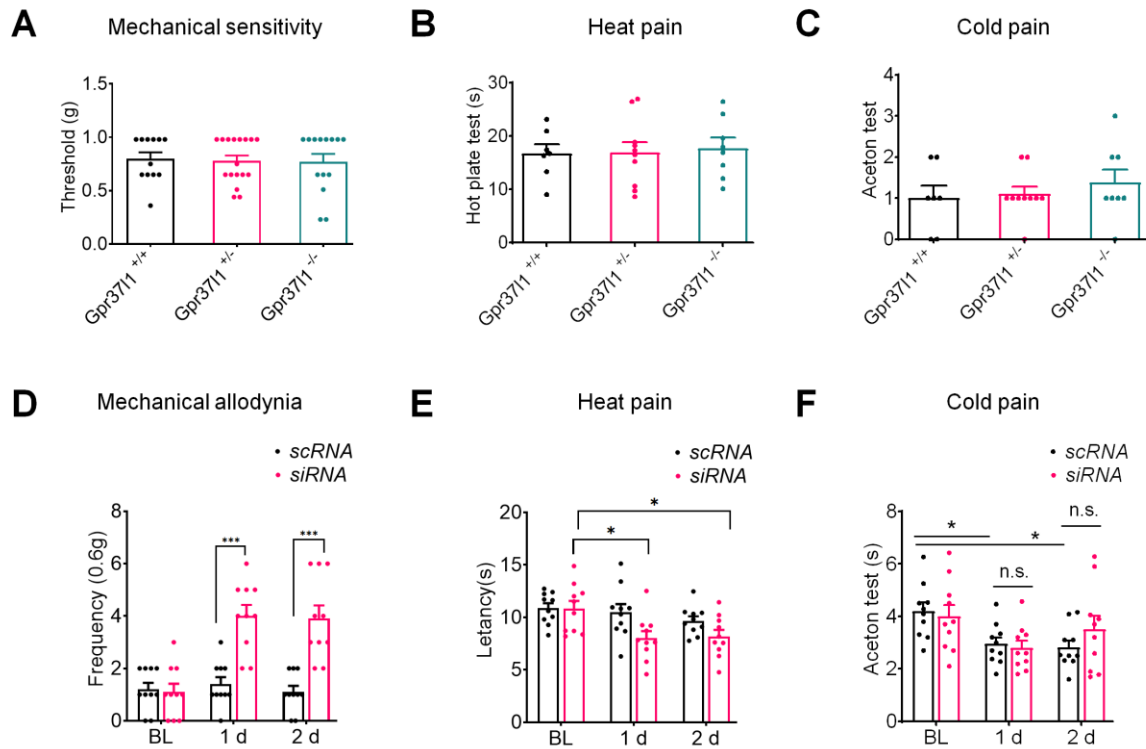 A Mechanical sensitivity
Threshold (g)
1.5
1.0
0.5
0.0
Gpr37l1 +/+
Gpr37l1 +/-
Gpr37l1 -/-
B Heat pain
Hot plate test (s)
30
20
10
0
Gpr37l1 +/+
Gpr37l1 +/-
Gpr37l1 -/-
C Cold pain
Aceton test
4
3
2
1
0
Gpr37l1 +/+
Gpr37l1 +/-
Gpr37l1 -/-
D Mechanical allodynia
scRNA
siRNA
Frequency (0.6g)
8
6
4
2
0
*** ***
BL 1 d 2 d
E Heat pain
scRNA
siRNA
Letancy(s)
20
15
10
5
0
*
*
BL 1 d 2 d
F Cold pain
scRNA
siRNA
Aceton test (s)
8
6
4
2
0
n.s.
*
*
n.s.
BL 1 d 2 d